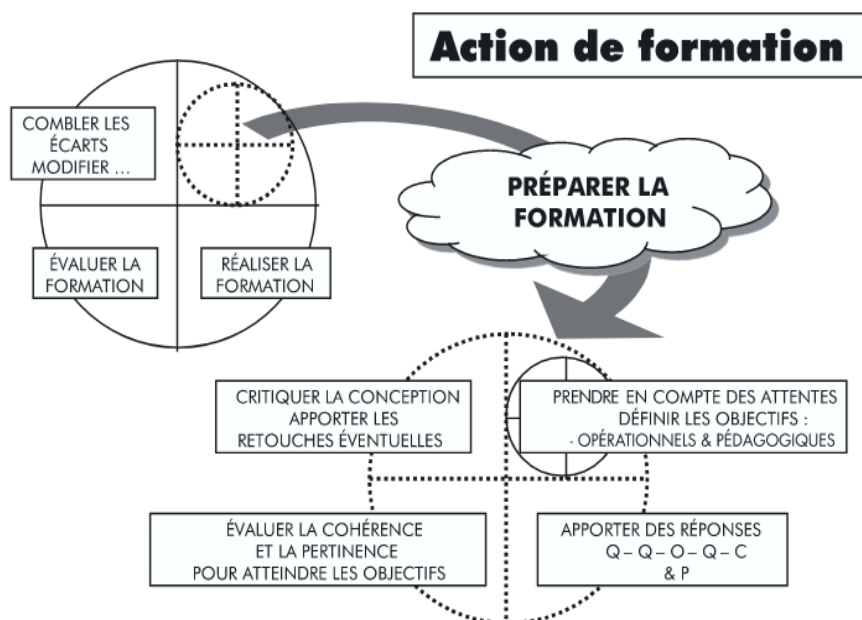 Action de formation
COMBLER LES
ÉCARTS
MODIFIER ...
PRÉPARER LA
FORMATION
ÉVALUER LA
FORMATION
RÉALISER LA
FORMATION
CRITIQUER LA CONCEPTION
APPORTER LES
RETOUCHES ÉVENTUELLES
PRENDRE EN COMPTE DES ATTENTES
DÉFINIR LES OBJECTIFS :
- OPÉRATIONNELS & PÉDAGOGIQUES
ÉVALUER LA COHÉRENCE
ET LA PERTINENCE
POUR ATTEINDRE LES OBJECTIFS
APPORTER DES RÉPONSES
Q – Q – O – Q – C
& P